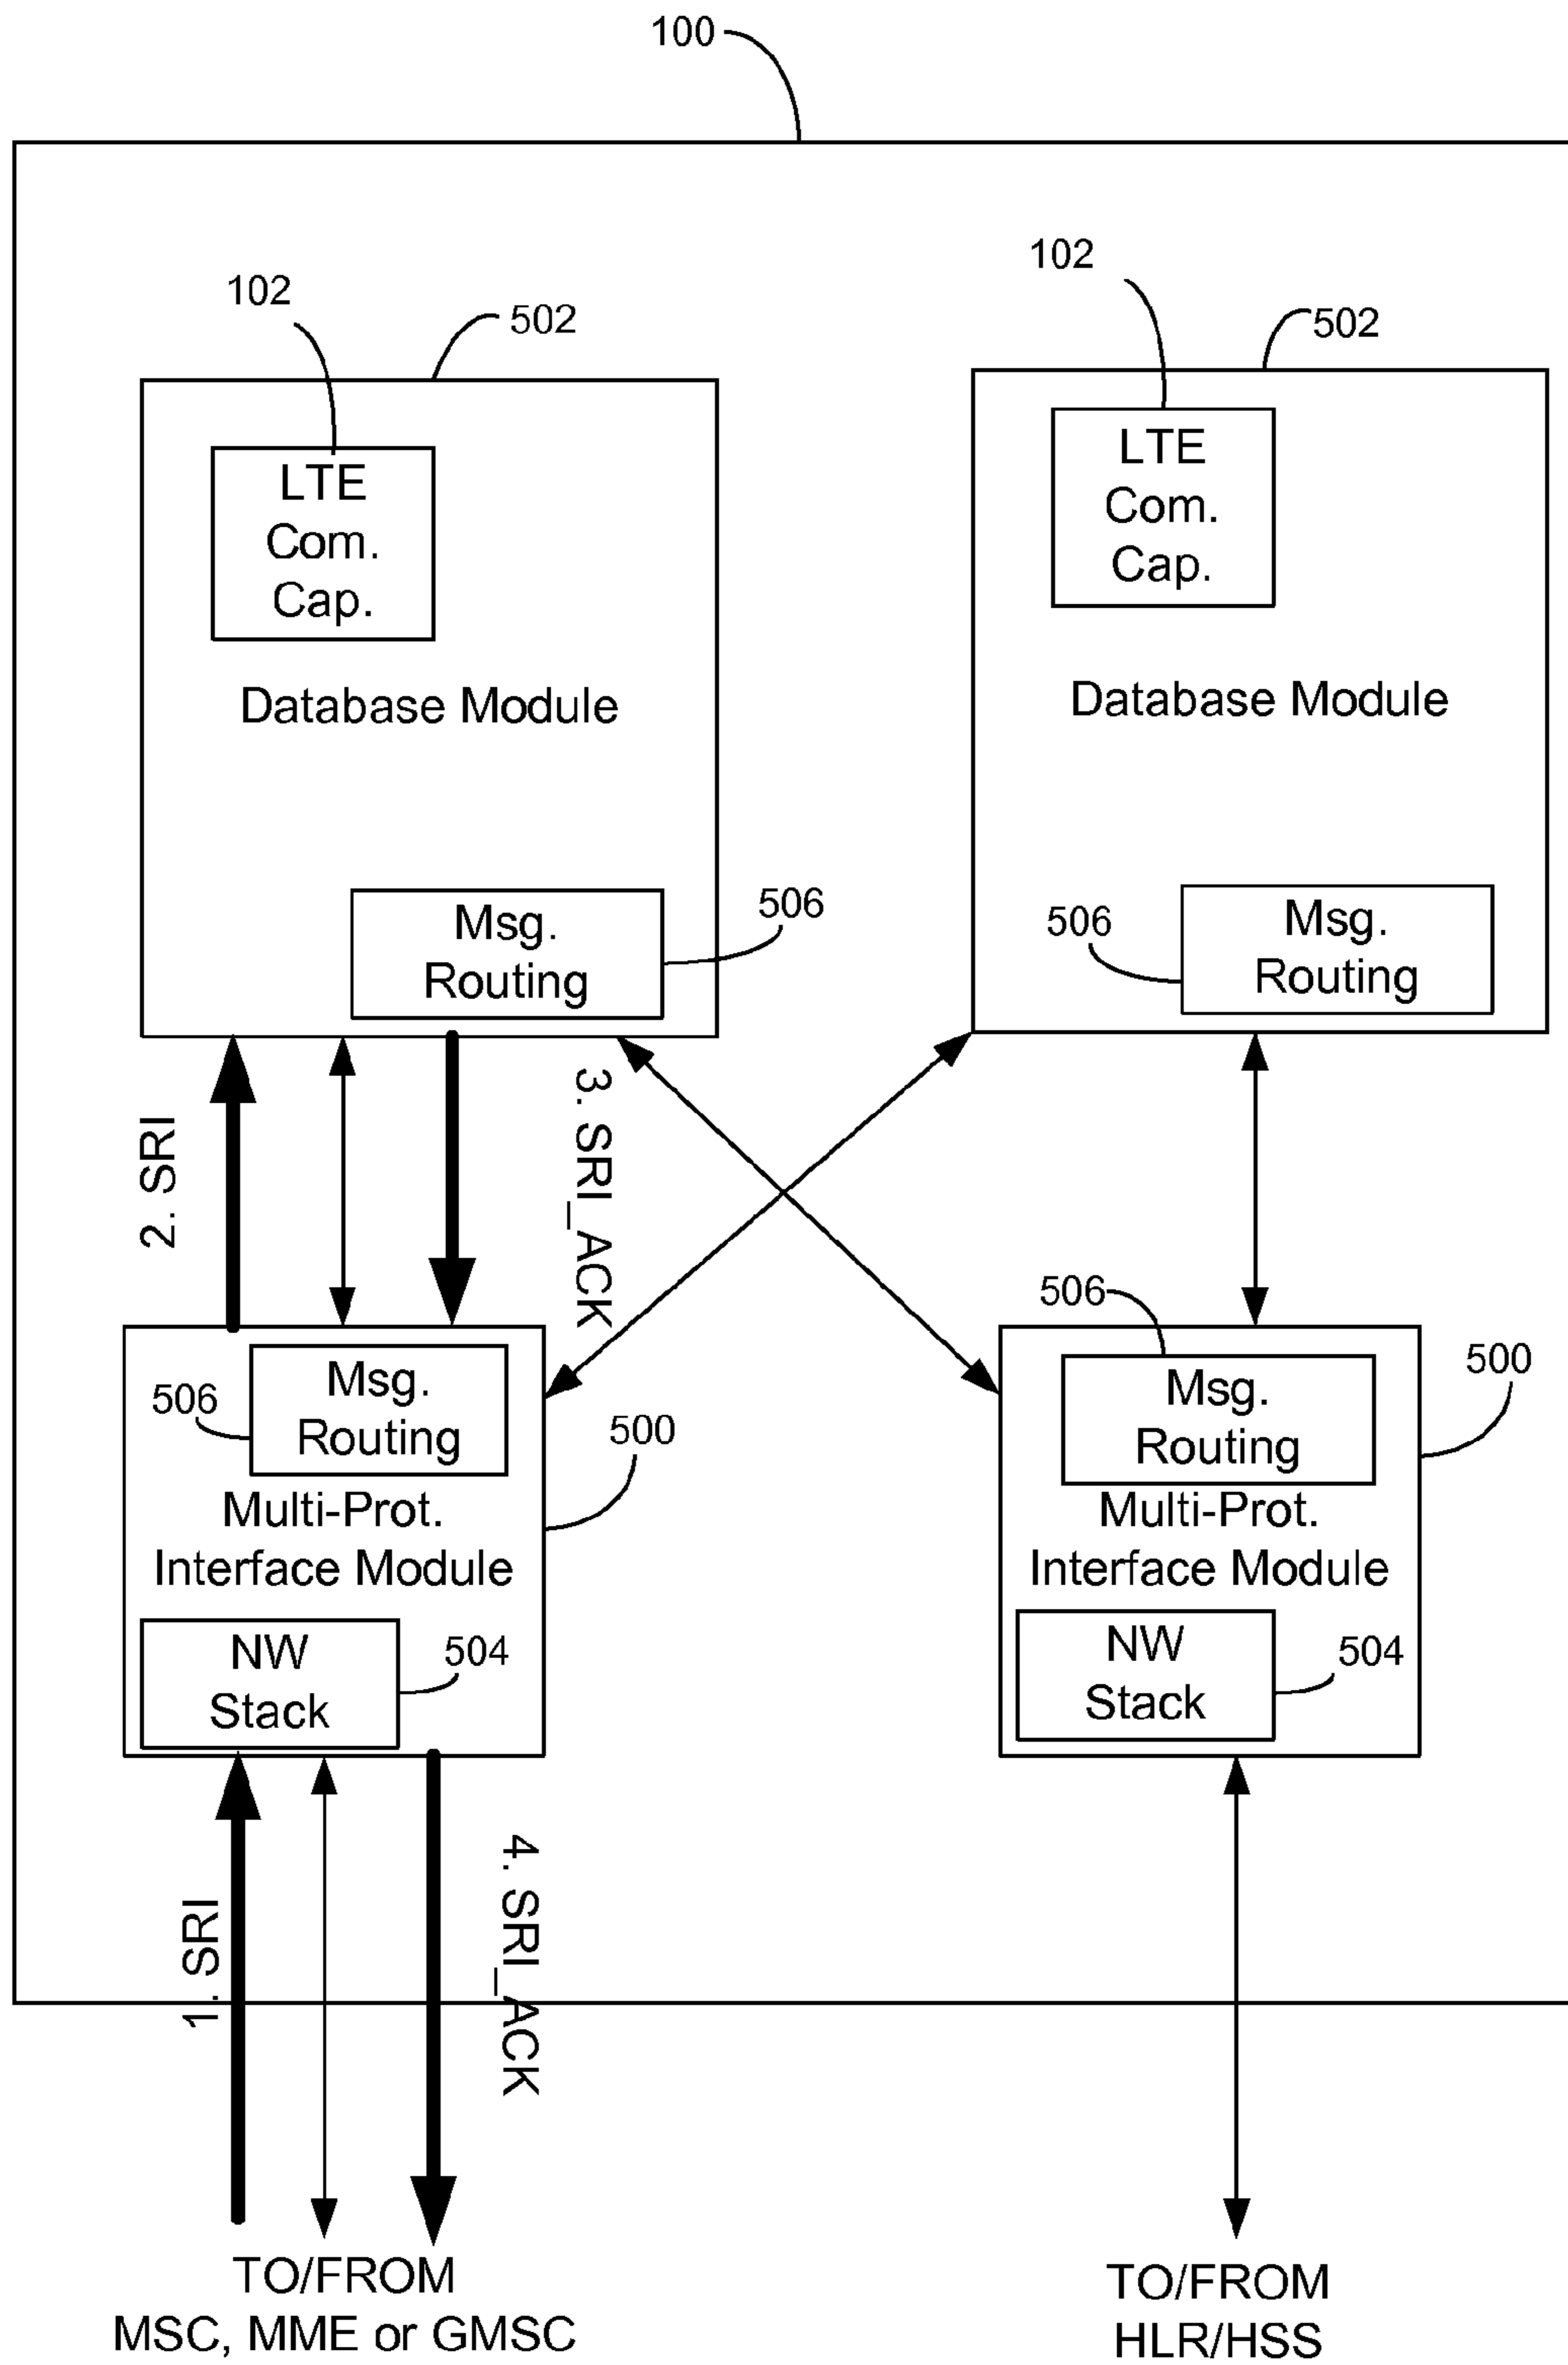 100
102
502
102
502
LTE
Com.
Cap.
LTE
Com.
Cap.
Database Module
Database Module
Msg.
Routing
506
506
Msg.
Routing
2. SRI
3. SRI_ACK
506
Msg.
Routing
500
Multi-Prot.
Interface Module
NW
Stack
504
506
Msg.
Routing
500
Multi-Prot.
Interface Module
NW
Stack
504
1. SRI
4. SRI_ACK
TO/FROM
MSC, MME or GMSC
TO/FROM
HLR/HSS